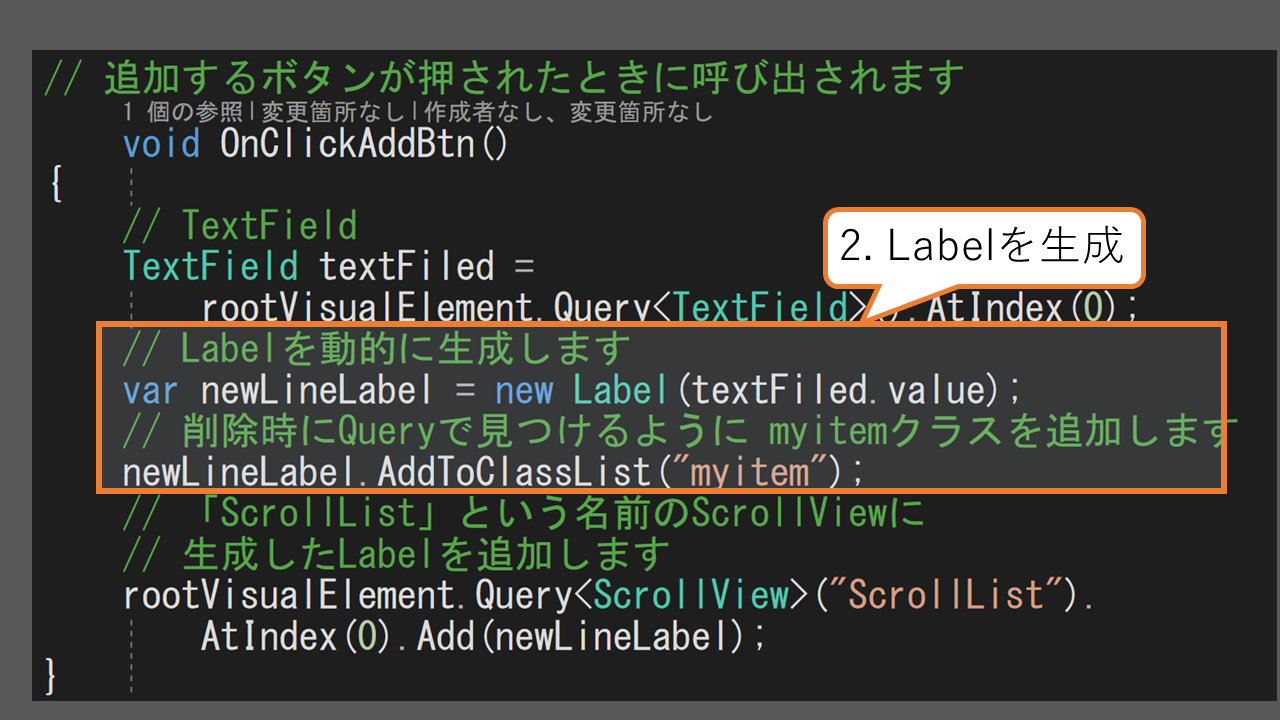 // 追加するボタンが押されたときに呼び出されます
1 個の参照|変更箇所なし|作成者なし、変更箇所なし
void OnClickAddBtn()
{
// TextField
TextField textFiled =
rootVisualElement.Query<TextField>().AtIndex(0);
2. Labelを生成
// Labelを動的に生成します
var newLineLabel = new Label(textFiled.value);
// 削除時にQueryで見つけるように myitemクラスを追加します
newLineLabel.AddToClassList("myitem");
// 「ScrollList」という名前のScrollViewに
// 生成したLabelを追加します
rootVisualElement.Query<ScrollView>("ScrollList").
AtIndex(0).Add(newLineLabel);
}